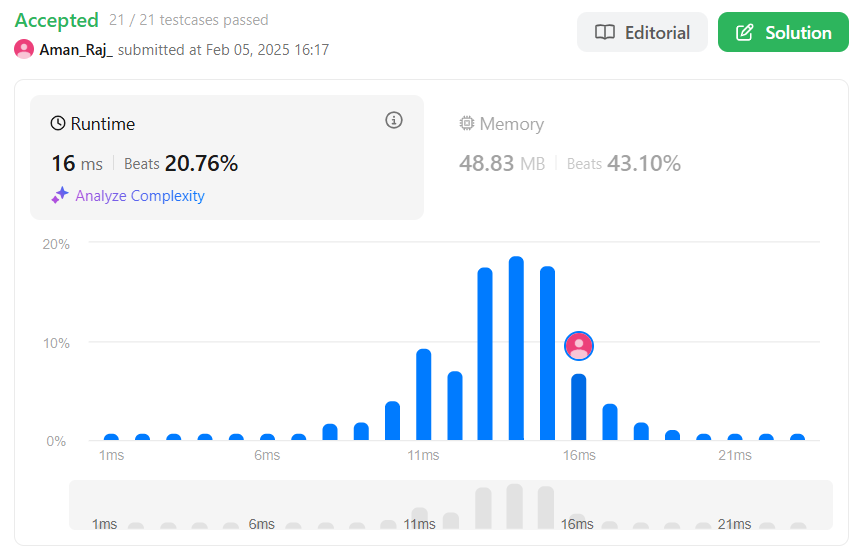 Accepted 21 / 21 testcases passed
Editorial
Solution
Aman_Raj_ submitted at Feb 05, 2025 16:17
Runtime
16 ms Beats 20.76%
Analyze Complexity
Memory
48.83 MB Beats 43.10%
20%
10%
0%
1ms 6ms 11ms 16ms 21ms
1ms 6ms 11ms 16ms 21ms